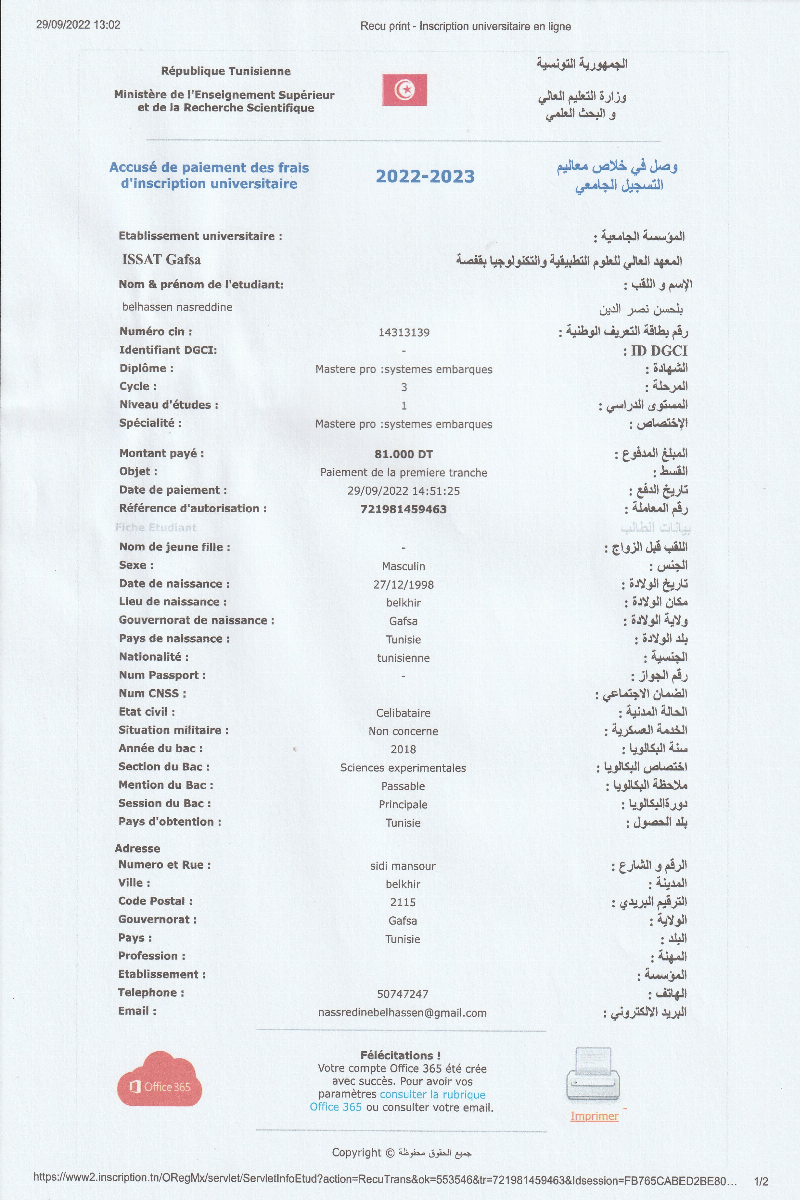 29/09/2022 13:02
Recu print - Inscription universitaire en ligne
République Tunisienne
الجمهورية التونسية
Ministère de l'Enseignement Supérieur
et de la Recherche Scientifique
وزارة التعليم العالي
و البحث العلمي
Accusé de paiement des frais
d'inscription universitaire
2022-2023
وصل في خلاص معاليم
التسجيل الجامعي
Etablissement universitaire :
المؤسسة الجامعية :
ISSAT Gafsa
المعهد العالي للعلوم التطبيقية والتكنولوجيا بقفصة
Nom & prénom de l'etudiant:
الإسم و اللقب :
belhassen nasreddine
بلحسن نصر الدين
Numéro cin : 14313139 رقم بطاقة التعريف الوطنية :
Identifiant DGCI: - ID DGCI :
Diplôme : Mastere pro :systemes embarques الشهادة :
Cycle : 3 المرحلة :
Niveau d'études : 1 المستوى الدراسي :
Spécialité : Mastere pro :systemes embarques الإختصاص :
Montant payé : 81.000 DT المبلغ المدفوع :
Objet : Paiement de la premiere tranche القسط :
Date de paiement : 29/09/2022 14:51:25 تاريخ الدفع :
Référence d'autorisation : 721981459463 رقم المعاملة :
Fiche Etudiant بيانات الطالب
Nom de jeune fille : - اللقب قبل الزواج :
Sexe : Masculin الجنس :
Date de naissance : 27/12/1998 تاريخ الولادة :
Lieu de naissance : belkhir مكان الولادة :
Gouvernorat de naissance : Gafsa ولاية الولادة :
Pays de naissance : Tunisie بلد الولادة :
Nationalité : tunisienne الجنسية :
Num Passport : - رقم الجواز :
Num CNSS : الضمان الاجتماعي :
Etat civil : Celibataire الحالة المدنية :
Situation militaire : Non concerne الخدمة العسكرية :
Année du bac : 2018 سنة البكالوريا :
Section du Bac : Sciences experimentales اختصاص البكالوريا :
Mention du Bac : Passable ملاحظة البكالوريا :
Session du Bac : Principale دورةالبكالوريا :
Pays d'obtention : Tunisie بلد الحصول :
Adresse
Numero et Rue : sidi mansour الرقم و الشارع :
Ville : belkhir المدينة :
Code Postal : 2115 الترقيم البريدي :
Gouvernorat : Gafsa الولاية :
Pays : Tunisie البلد :
Profession : المهنة :
Etablissement : المؤسسة :
Telephone : 50747247 الهاتف :
Email : nassredinebelhassen@gmail.com البريد الالكتروني :
Office 365
Félécitations !
Votre compte Office 365 été crée
avec succès. Pour avoir vos
paramètres consulter la rubrique
Office 365 ou consulter votre email.
Imprimer
Copyright © جميع الحقوق محفوظة
https://www2.inscription.tn/ORegMx/servlet/ServletInfoEtud?action=RecuTrans&ok=553546&tr=721981459463&Idsession=FB765CABED2BE80... 1/2